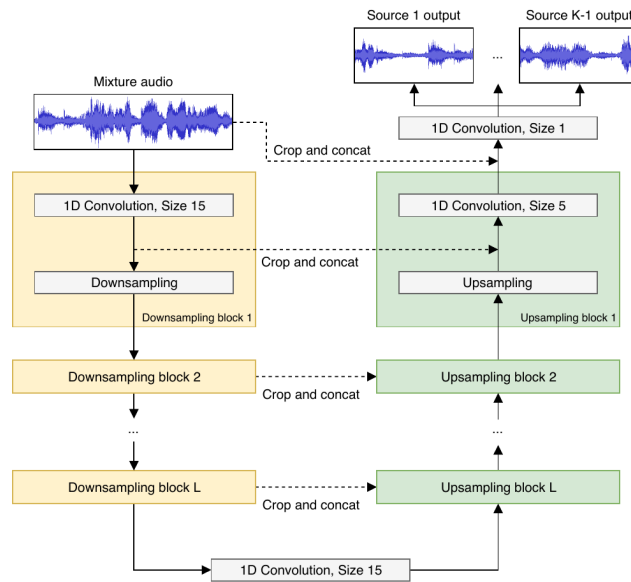 Source 1 output
...
Source K-1 output
Mixture audio
1D Convolution, Size 1
Crop and concat
1D Convolution, Size 15
1D Convolution, Size 5
Crop and concat
Downsampling
Upsampling
Downsampling block 1
Upsampling block 1
Downsampling block 2
Upsampling block 2
Crop and concat
...
...
Downsampling block L
Upsampling block L
Crop and concat
1D Convolution, Size 15